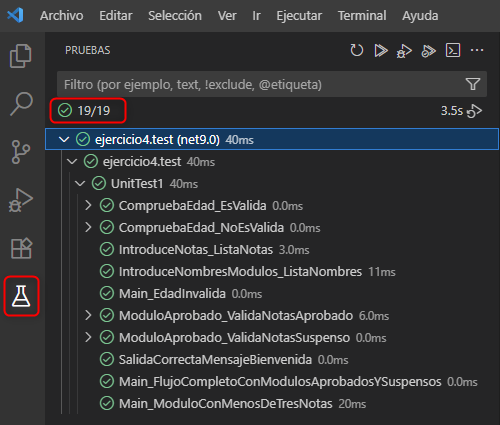 Archivo Editar Selección Ver Ir Ejecutar Terminal Ayuda
PRUEBAS
Filtro (por ejemplo, text, !exclude, @etiqueta)
19/19 3.5s
ejercicio4.test (net9.0) 40ms
ejercicio4.test 40ms
UnitTest1 40ms
CompruebaEdad_EsValida 0.0ms
CompruebaEdad_NoEsValida 0.0ms
IntroduceNotas_ListaNotas 3.0ms
IntroduceNombresModulos_ListaNombres 11ms
Main_EdadInvalida 0.0ms
ModuloAprobado_ValidaNotasAprobado 6.0ms
ModuloAprobado_ValidaNotasSuspenso 0.0ms
SalidaCorrectaMensajeBienvenida 0.0ms
Main_FlujoCompletoConModulosAprobadosYSuspensos 0.0ms
Main_ModuloConMenosDeTresNotas 20ms